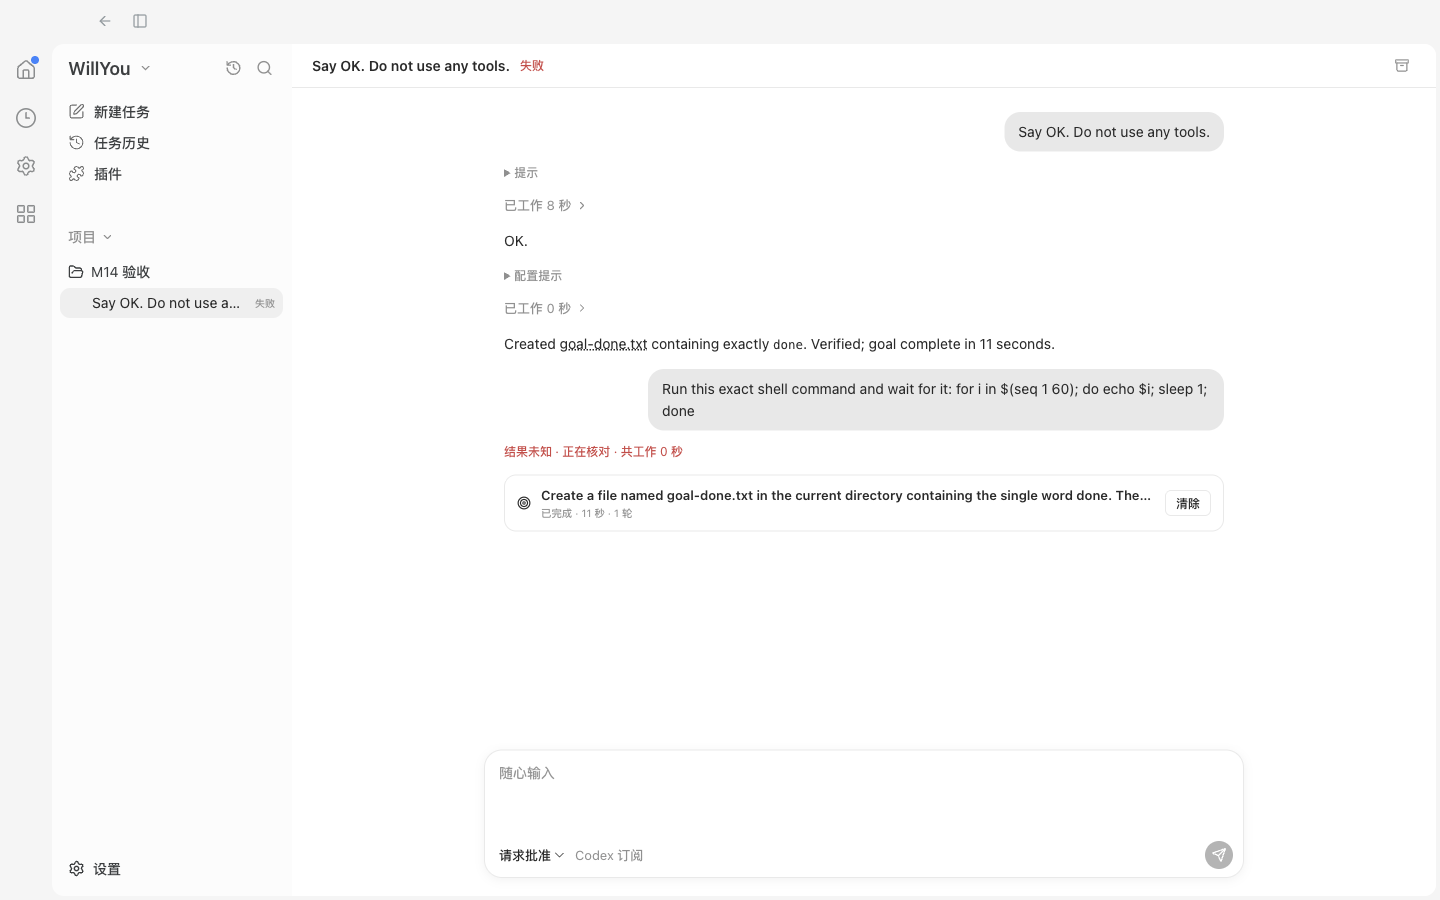 WillYou
新建任务
任务历史
插件
项目
M14 验收
Say OK. Do not use a... 失败
设置
Say OK. Do not use any tools. 失败
Say OK. Do not use any tools.
提示
已工作 8 秒
OK.
配置提示
已工作 0 秒
Created goal-done.txt containing exactly done. Verified; goal complete in 11 seconds.
Run this exact shell command and wait for it: for i in $(seq 1 60); do echo $i; sleep 1;
done
结果未知 · 正在核对 · 共工作 0 秒
Create a file named goal-done.txt in the current directory containing the single word done. The...
已完成 · 11 秒 · 1 轮
清除
随心输入
请求批准 Codex 订阅